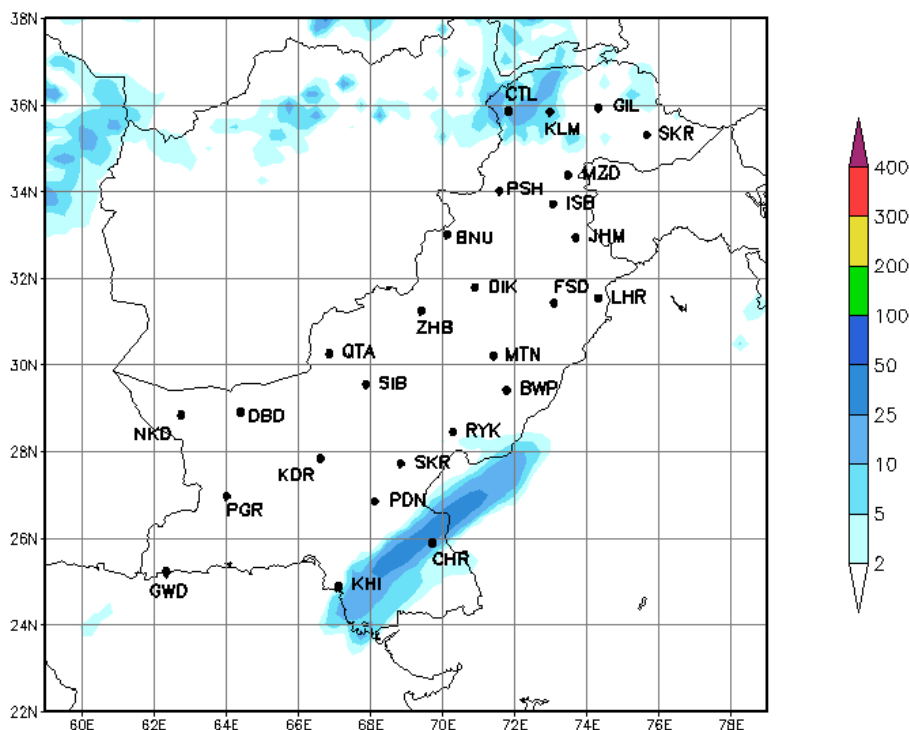 38N
36N
34N
32N
30N
28N
26N
24N
22N
60E 62E 64E 66E 68E 70E 72E 74E 76E 78E
CTL
GIL
KLM
SKR
MZD
PSH
ISB
BNU
JHM
DIK
FSD
LHR
ZHB
QTA
MTN
SIB
BWP
DBD
NKD
RYK
KDR
SKR
PGR
PDN
CHR
KHI
GWD
400
300
200
100
50
25
10
5
2